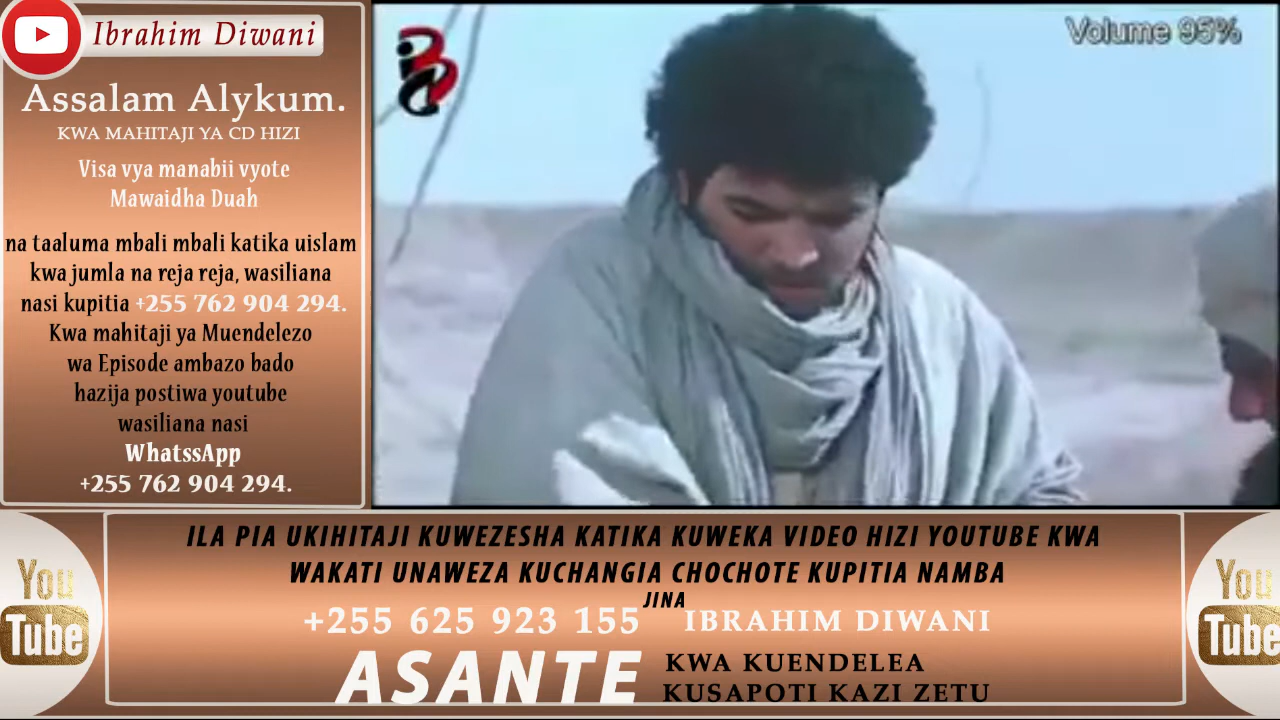 Ibrahim Diwani
Assalam Alykum.
KWA MAHITAJI YA CD HIZI
Visa vya manabii vyote
Mawaidha Duah
na taaluma mbali mbali katika uislam
kwa jumla na reja reja, wasiliana
nasi kupitia +255 762 904 294.
Kwa mahitaji ya Muendelezo
wa Episode ambazo bado
hazija postiwa youtube
wasiliana nasi
WhatssApp
+255 762 904 294.
Volume 95%
ILA PIA UKIHITAJI KUWEZESHA KATIKA KUWEKA VIDEO HIZI YOUTUBE KWA
WAKATI UNAWEZA KUCHANGIA CHOCHOTE KUPITIA NAMBA
JINA
+255 625 923 155 IBRAHIM DIWANI
ASANTE KWA KUENDELEA
KUSAPOTI KAZI ZETU
You
Tube
You
Tube